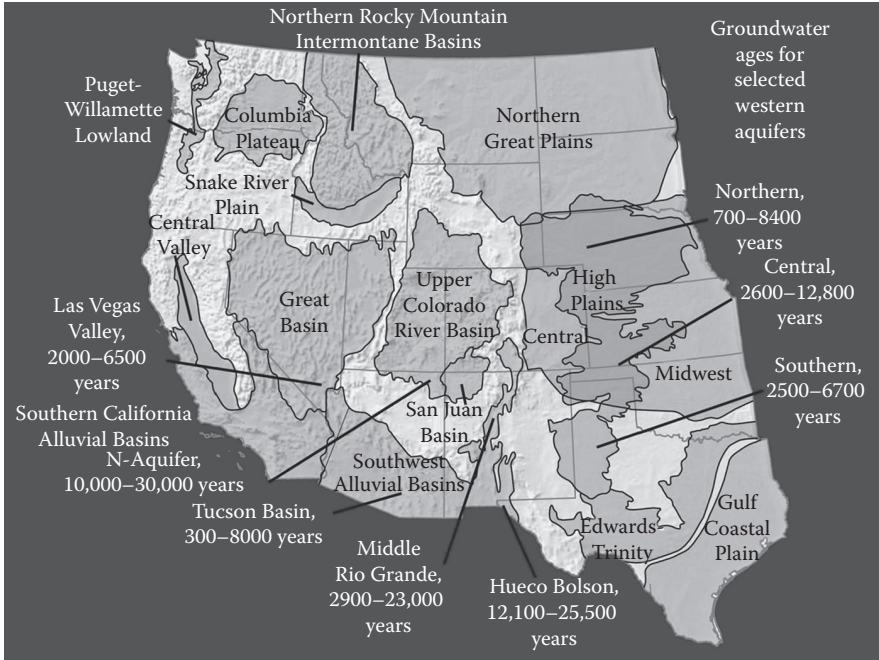 Northern Rocky Mountain
Intermontane Basins
Groundwater
ages for
selected
western
aquifers
Puget-
Willamette
Lowland
Columbia
Plateau
Northern
Great Plains
Snake River
Plain
Central
Valley
Northern,
700–8400
years
Las Vegas
Valley,
2000–6500
years
Great
Basin
Upper
Colorado
River Basin
High
Plains
Central
Central,
2600–12,800
years
Midwest
Southern,
2500–6700
years
Southern California
Alluvial Basins
San Juan
Basin
N-Aquifer,
10,000–30,000 years
Southwest
Alluvial Basins
Tucson Basin,
300–8000 years
Middle
Rio Grande,
2900–23,000
years
Hueco Bolson,
12,100–25,500
years
Edwards
Trinity
Gulf
Coastal
Plain